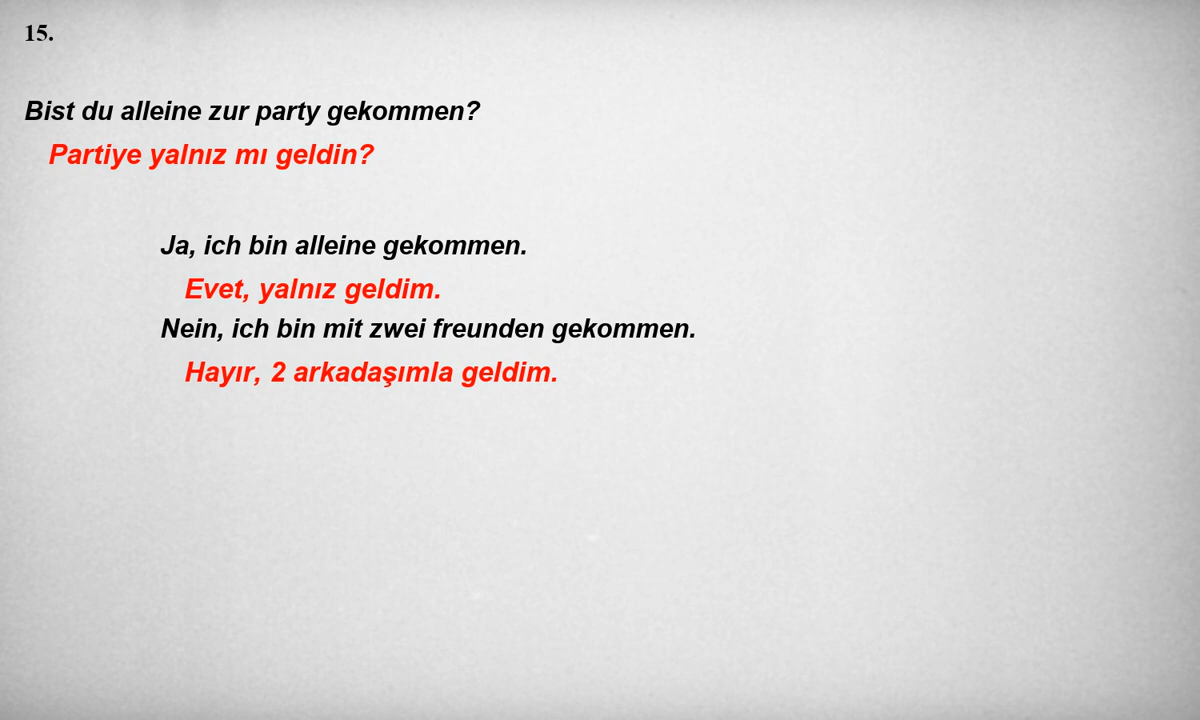 15.
Bist du alleine zur party gekommen?
Partiye yalnız mı geldin?
Ja, ich bin alleine gekommen.
Evet, yalnız geldim.
Nein, ich bin mit zwei freunden gekommen.
Hayır, 2 arkadaşımla geldim.